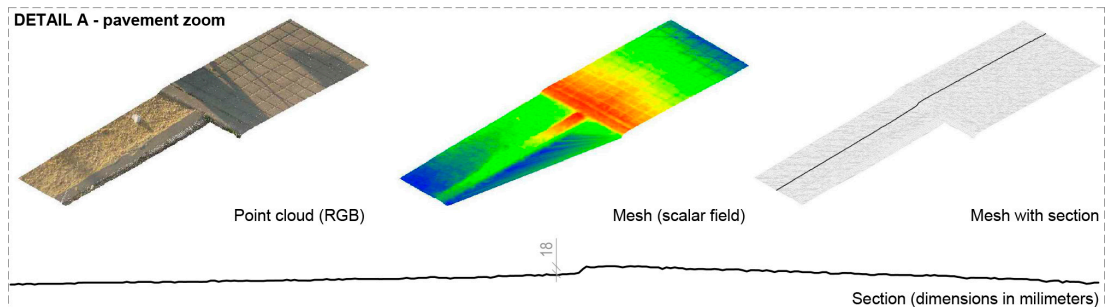 DETAIL A - pavement zoom
Point cloud (RGB)
Mesh (scalar field)
Mesh with section
18
Section (dimensions in milimeters)